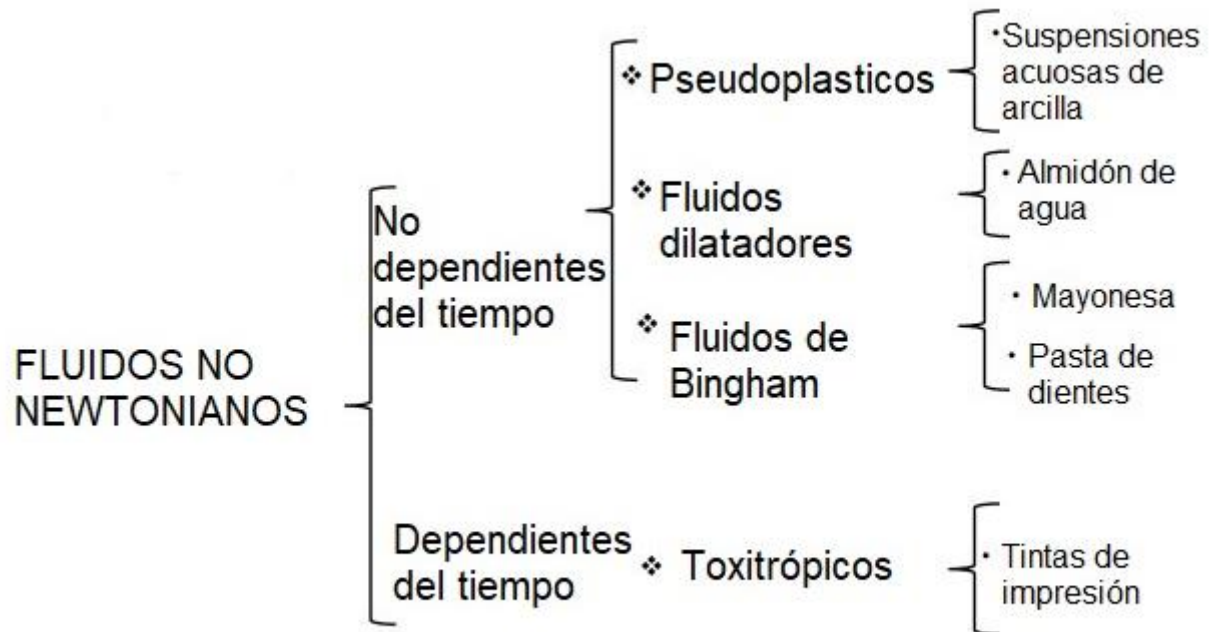 FLUIDOS NO
NEWTONIANOS
No
dependientes
del tiempo
❖ Pseudoplasticos
• Suspensiones
acuosas de
arcilla
❖ Fluidos
dilatadores
• Almidón de
agua
❖ Fluidos de
Bingham
• Mayonesa
• Pasta de
dientes
Dependientes
del tiempo
❖ Toxitrópicos
• Tintas de
impresión